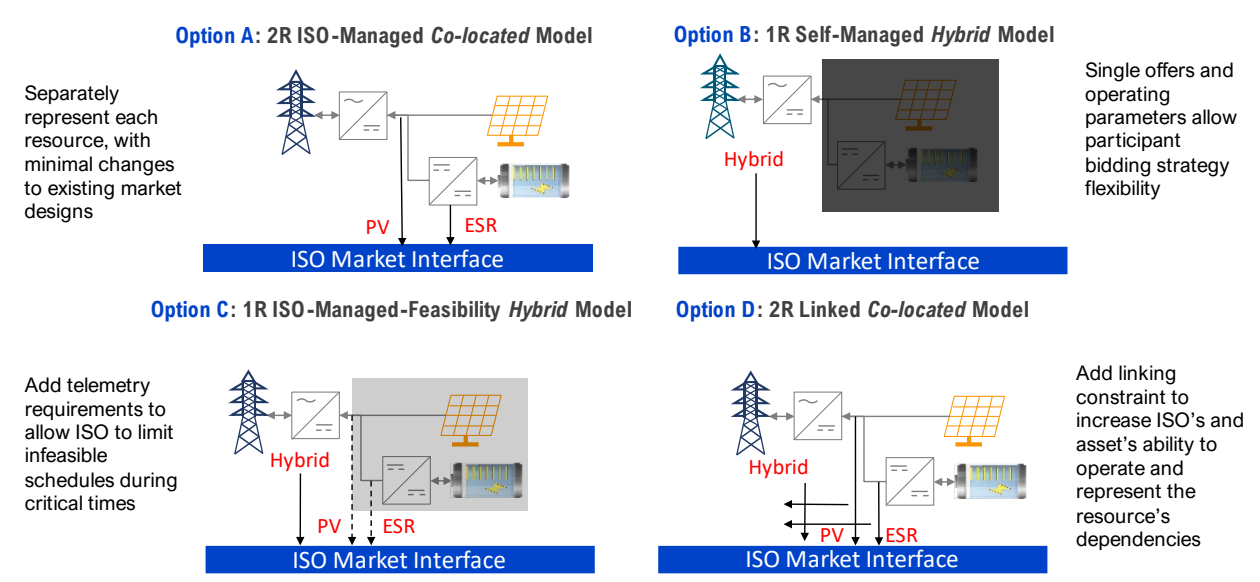 Option A: 2R ISO-Managed Co-located Model
Separately
represent each
resource, with
minimal changes
to existing market
designs
PV
ESR
ISO Market Interface
Option B: 1R Self-Managed Hybrid Model
Hybrid
Single offers and
operating
parameters allow
participant
bidding strategy
flexibility
ISO Market Interface
Option C: 1R ISO-Managed-Feasibility Hybrid Model
Add telemetry
requirements to
allow ISO to limit
infeasible
schedules during
critical times
Hybrid
PV
ESR
ISO Market Interface
Option D: 2R Linked Co-located Model
Hybrid
PV
ESR
ISO Market Interface
Add linking
constraint to
increase ISO's and
asset's ability to
operate and
represent the
resource's
dependencies